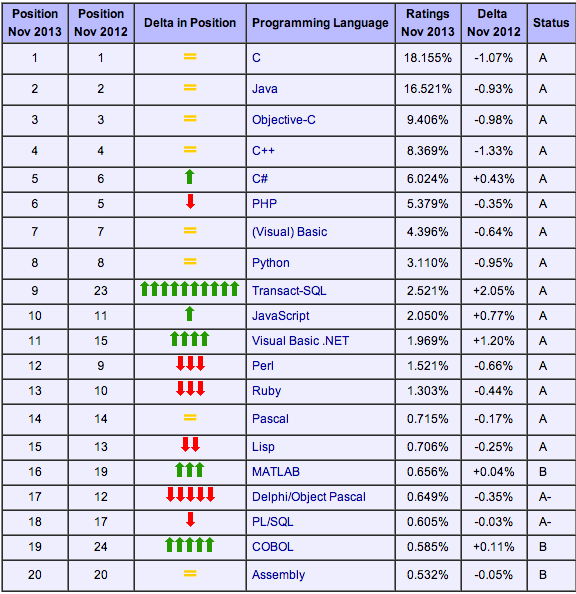 Position Nov 2013 Position Nov 2012 Delta in Position Programming Language Ratings Nov 2013 Delta Nov 2012 Status
1 1 = C 18.155% -1.07% A
2 2 = Java 16.521% -0.93% A
3 3 = Objective-C 9.406% -0.98% A
4 4 = C++ 8.369% -1.33% A
5 6 C# 6.024% +0.43% A
6 5 PHP 5.379% -0.35% A
7 7 = (Visual) Basic 4.396% -0.64% A
8 8 = Python 3.110% -0.95% A
9 23 Transact-SQL 2.521% +2.05% A
10 11 JavaScript 2.050% +0.77% A
11 15 Visual Basic .NET 1.969% +1.20% A
12 9 Perl 1.521% -0.66% A
13 10 Ruby 1.303% -0.44% A
14 14 = Pascal 0.715% -0.17% A
15 13 Lisp 0.706% -0.25% A
16 19 MATLAB 0.656% +0.04% B
17 12 Delphi/Object Pascal 0.649% -0.35% A-
18 17 PL/SQL 0.605% -0.03% A-
19 24 COBOL 0.585% +0.11% B
20 20 = Assembly 0.532% -0.05% B